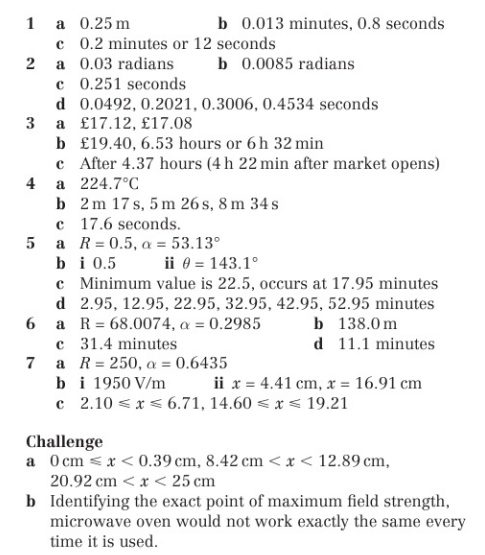 1 a 0.25 m b 0.013 minutes, 0.8 seconds
c 0.2 minutes or 12 seconds
2 a 0.03 radians b 0.0085 radians
c 0.251 seconds
d 0.0492, 0.2021, 0.3006, 0.4534 seconds
3 a £17.12, £17.08
b £19.40, 6.53 hours or 6 h 32 min
c After 4.37 hours (4 h 22 min after market opens)
4 a 224.7°C
b 2 m 17 s, 5 m 26 s, 8 m 34 s
c 17.6 seconds.
5 a R = 0.5, α = 53.13°
b i 0.5 ii θ = 143.1°
c Minimum value is 22.5, occurs at 17.95 minutes
d 2.95, 12.95, 22.95, 32.95, 42.95, 52.95 minutes
6 a R = 68.0074, α = 0.2985 b 138.0 m
c 31.4 minutes d 11.1 minutes
7 a R = 250, α = 0.6435
b i 1950 V/m ii x = 4.41 cm, x = 16.91 cm
c 2.10 ⩽ x ⩽ 6.71, 14.60 ⩽ x ⩽ 19.21
Challenge
a 0 cm ⩽ x < 0.39 cm, 8.42 cm < x < 12.89 cm,
20.92 cm < x < 25 cm
b Identifying the exact point of maximum field strength,
microwave oven would not work exactly the same every
time it is used.